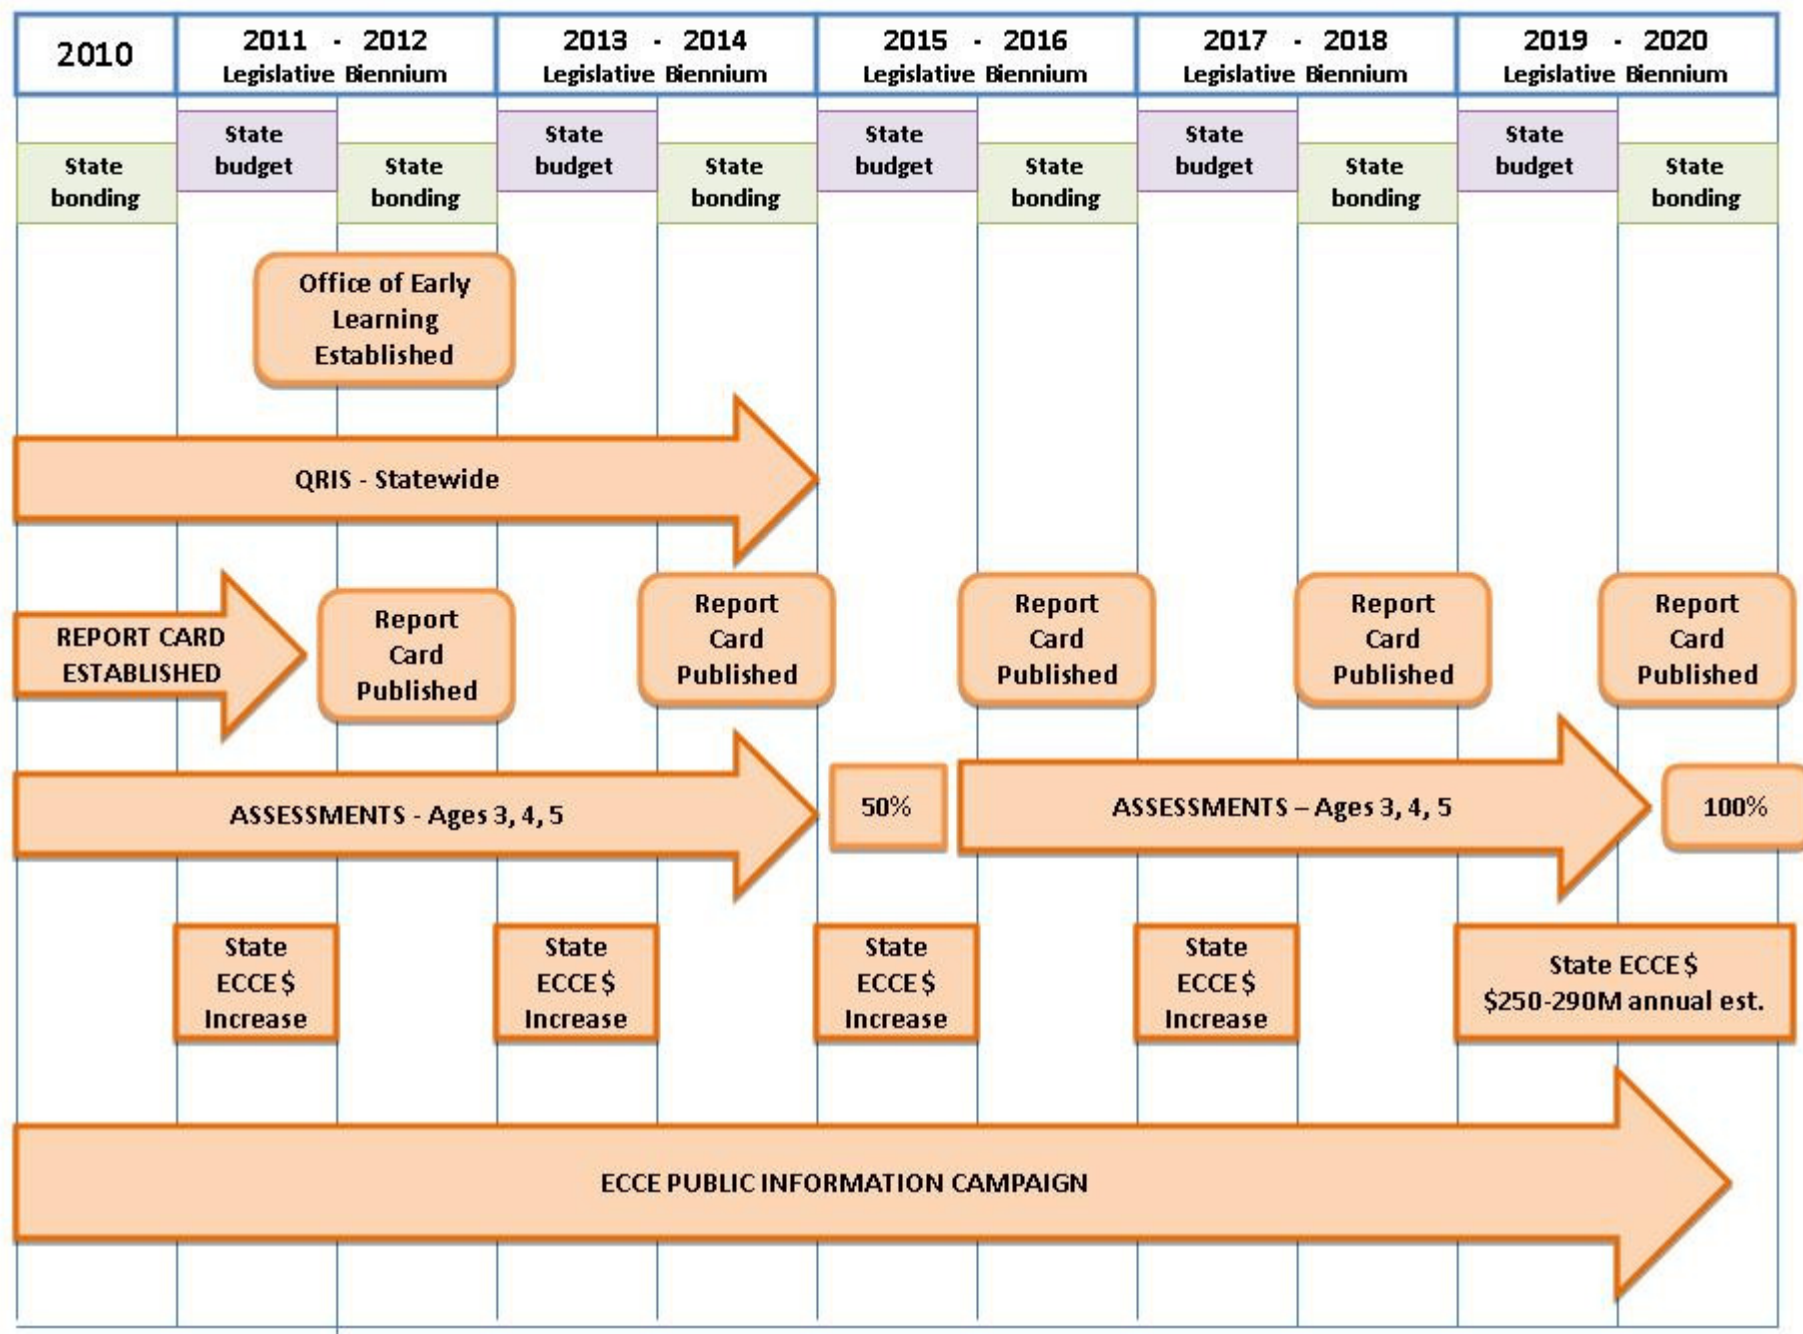 2010
2011 - 2012
Legislative Biennium
2013 - 2014
Legislative Biennium
2015 - 2016
Legislative Biennium
2017 - 2018
Legislative Biennium
2019 - 2020
Legislative Biennium
State
bonding
State
budget
State
bonding
State
budget
State
bonding
State
budget
State
bonding
State
budget
State
bonding
State
budget
State
bonding
Office of Early
Learning
Established
QRIS - Statewide
REPORT CARD
ESTABLISHED
Report
Card
Published
Report
Card
Published
Report
Card
Published
Report
Card
Published
Report
Card
Published
ASSESSMENTS - Ages 3, 4, 5
50%
ASSESSMENTS – Ages 3, 4, 5
100%
State
ECCE $
Increase
State
ECCE $
Increase
State
ECCE $
Increase
State
ECCE $
Increase
State ECCE $
$250-290M annual est.
ECCE PUBLIC INFORMATION CAMPAIGN